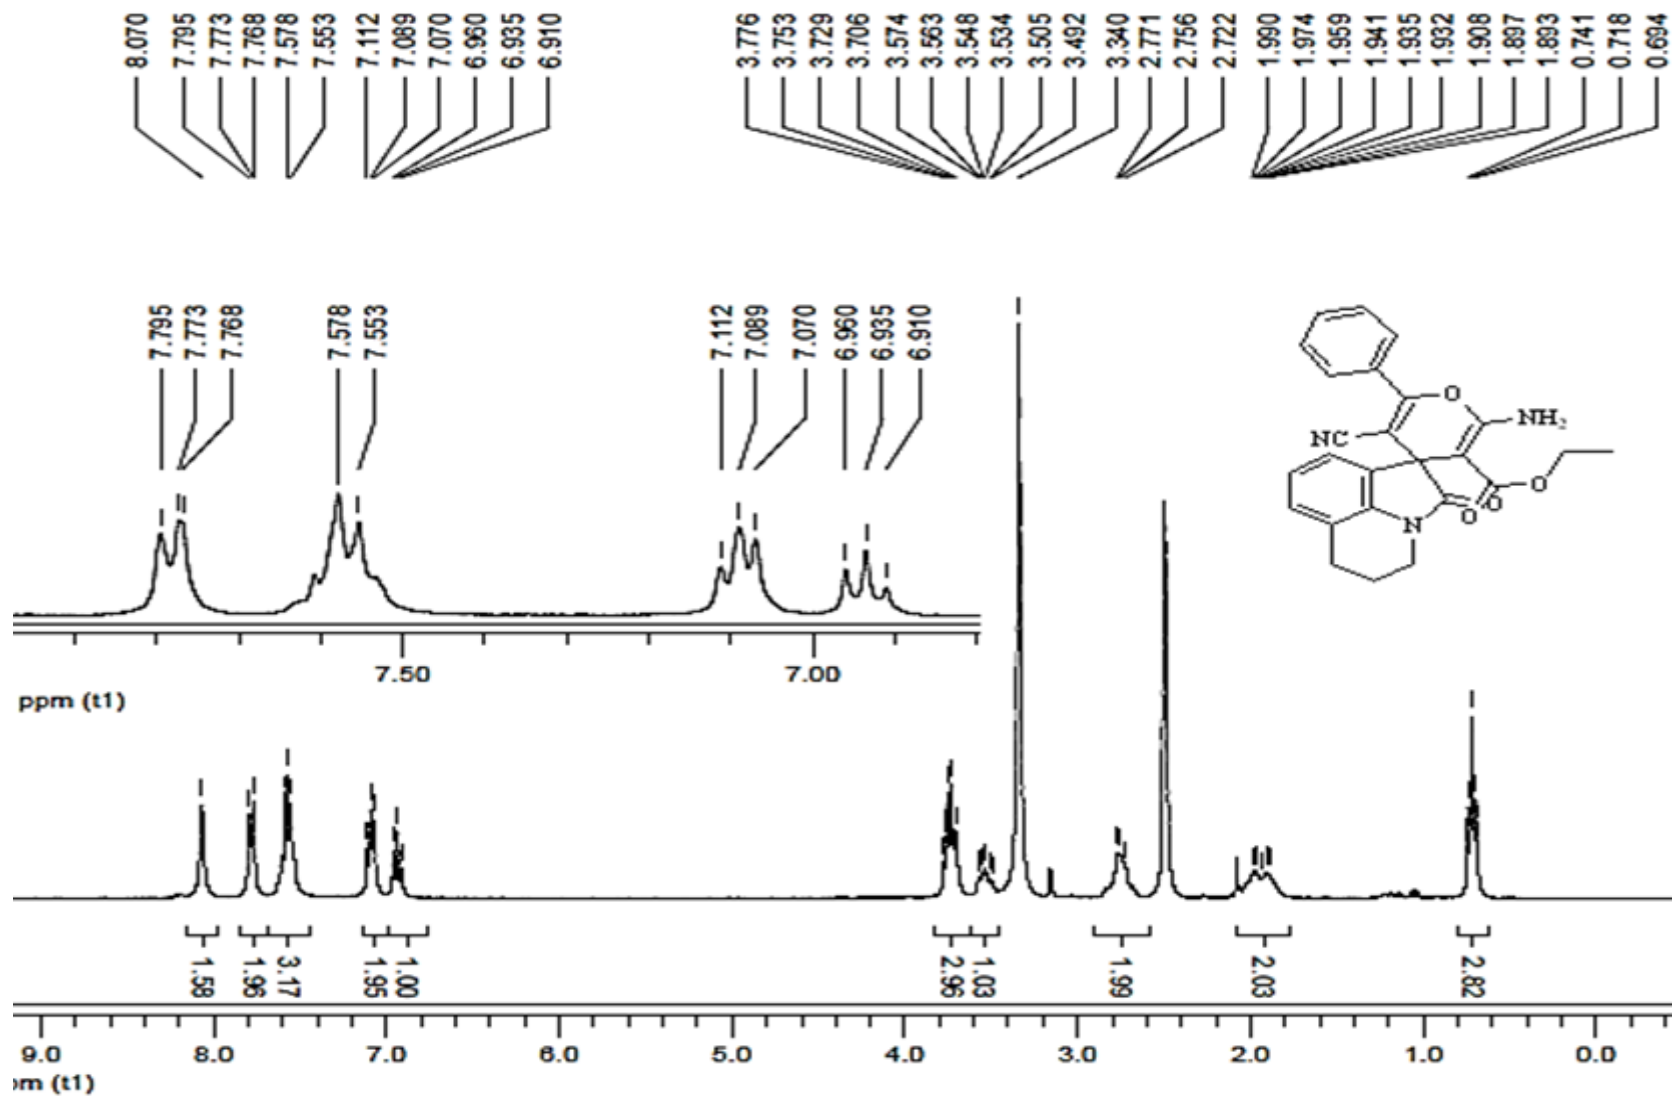 8.070 7.795 7.773 7.768 7.578 7.553 7.112 7.089 7.070 6.960 6.935 6.910 3.776 3.753 3.729 3.706 3.574 3.563 3.548 3.534 3.505 3.492 3.340 2.771 2.756 2.722 1.990 1.974 1.959 1.941 1.935 1.932 1.908 1.897 1.893 0.741 0.718 0.694
7.795 7.773 7.768 7.578 7.553 7.112 7.089 7.070 6.960 6.935 6.910
O
NH₂
NC
O
O
O
N
7.50 7.00
ppm (t1)
1.58 1.96 3.17 1.95 1.00 2.96 1.03 1.99 2.03 2.82
9.0 8.0 7.0 6.0 5.0 4.0 3.0 2.0 1.0 0.0
om (t1)